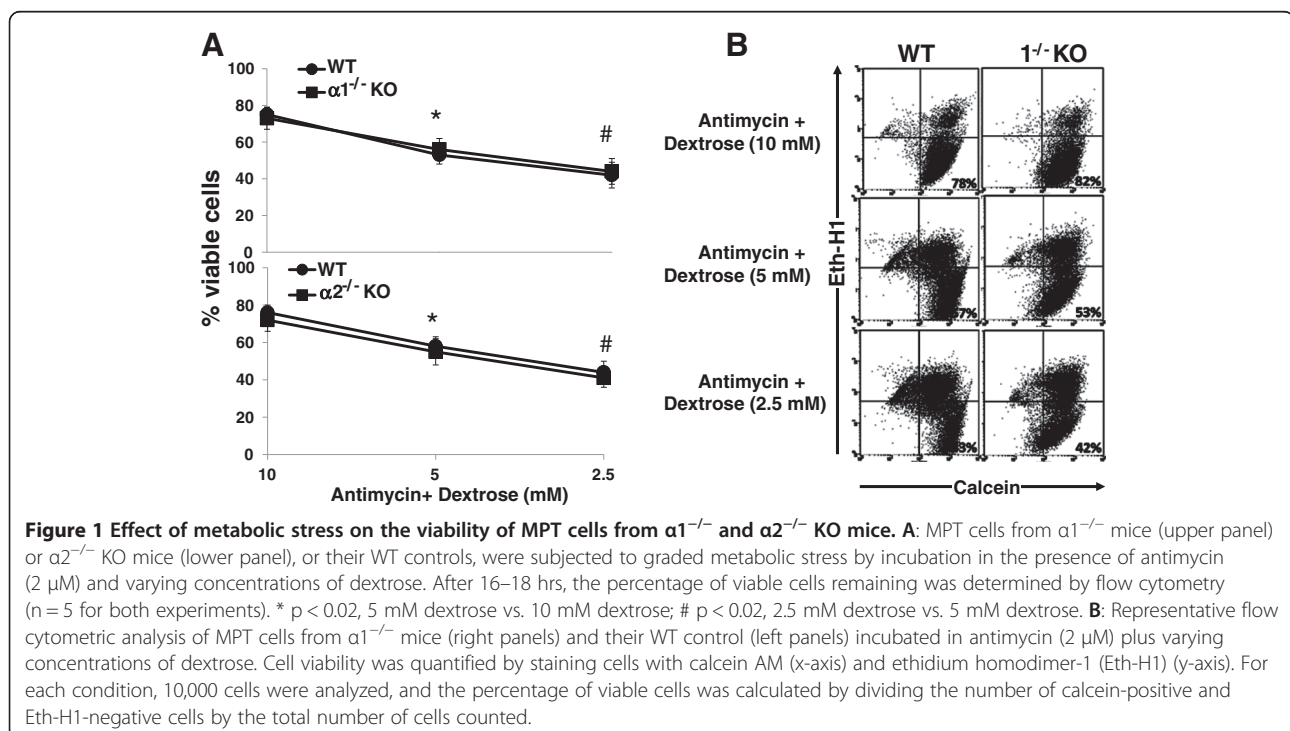 A
WT
α1-/- KO
100
80
60
40
20
0
*
#
WT
α2-/- KO
100
80
60
40
20
0
*
#
% viable cells
10 5 2.5
Antimycin+ Dextrose (mM)
B
WT 1-/- KO
Antimycin +
Dextrose (10 mM)
78% 82%
Antimycin +
Dextrose (5 mM)
57% 53%
Antimycin +
Dextrose (2.5 mM)
42%
Eth-H1
Calcein
Figure 1 Effect of metabolic stress on the viability of MPT cells from α1−/− and α2−/− KO mice. A: MPT cells from α1−/− mice (upper panel)
or α2−/− KO mice (lower panel), or their WT controls, were subjected to graded metabolic stress by incubation in the presence of antimycin
(2 μM) and varying concentrations of dextrose. After 16–18 hrs, the percentage of viable cells remaining was determined by flow cytometry
(n = 5 for both experiments). * p < 0.02, 5 mM dextrose vs. 10 mM dextrose; # p < 0.02, 2.5 mM dextrose vs. 5 mM dextrose. B: Representative flow
cytometric analysis of MPT cells from α1−/− mice (right panels) and their WT control (left panels) incubated in antimycin (2 μM) plus varying
concentrations of dextrose. Cell viability was quantified by staining cells with calcein AM (x-axis) and ethidium homodimer-1 (Eth-H1) (y-axis). For
each condition, 10,000 cells were analyzed, and the percentage of viable cells was calculated by dividing the number of calcein-positive and
Eth-H1-negative cells by the total number of cells counted.